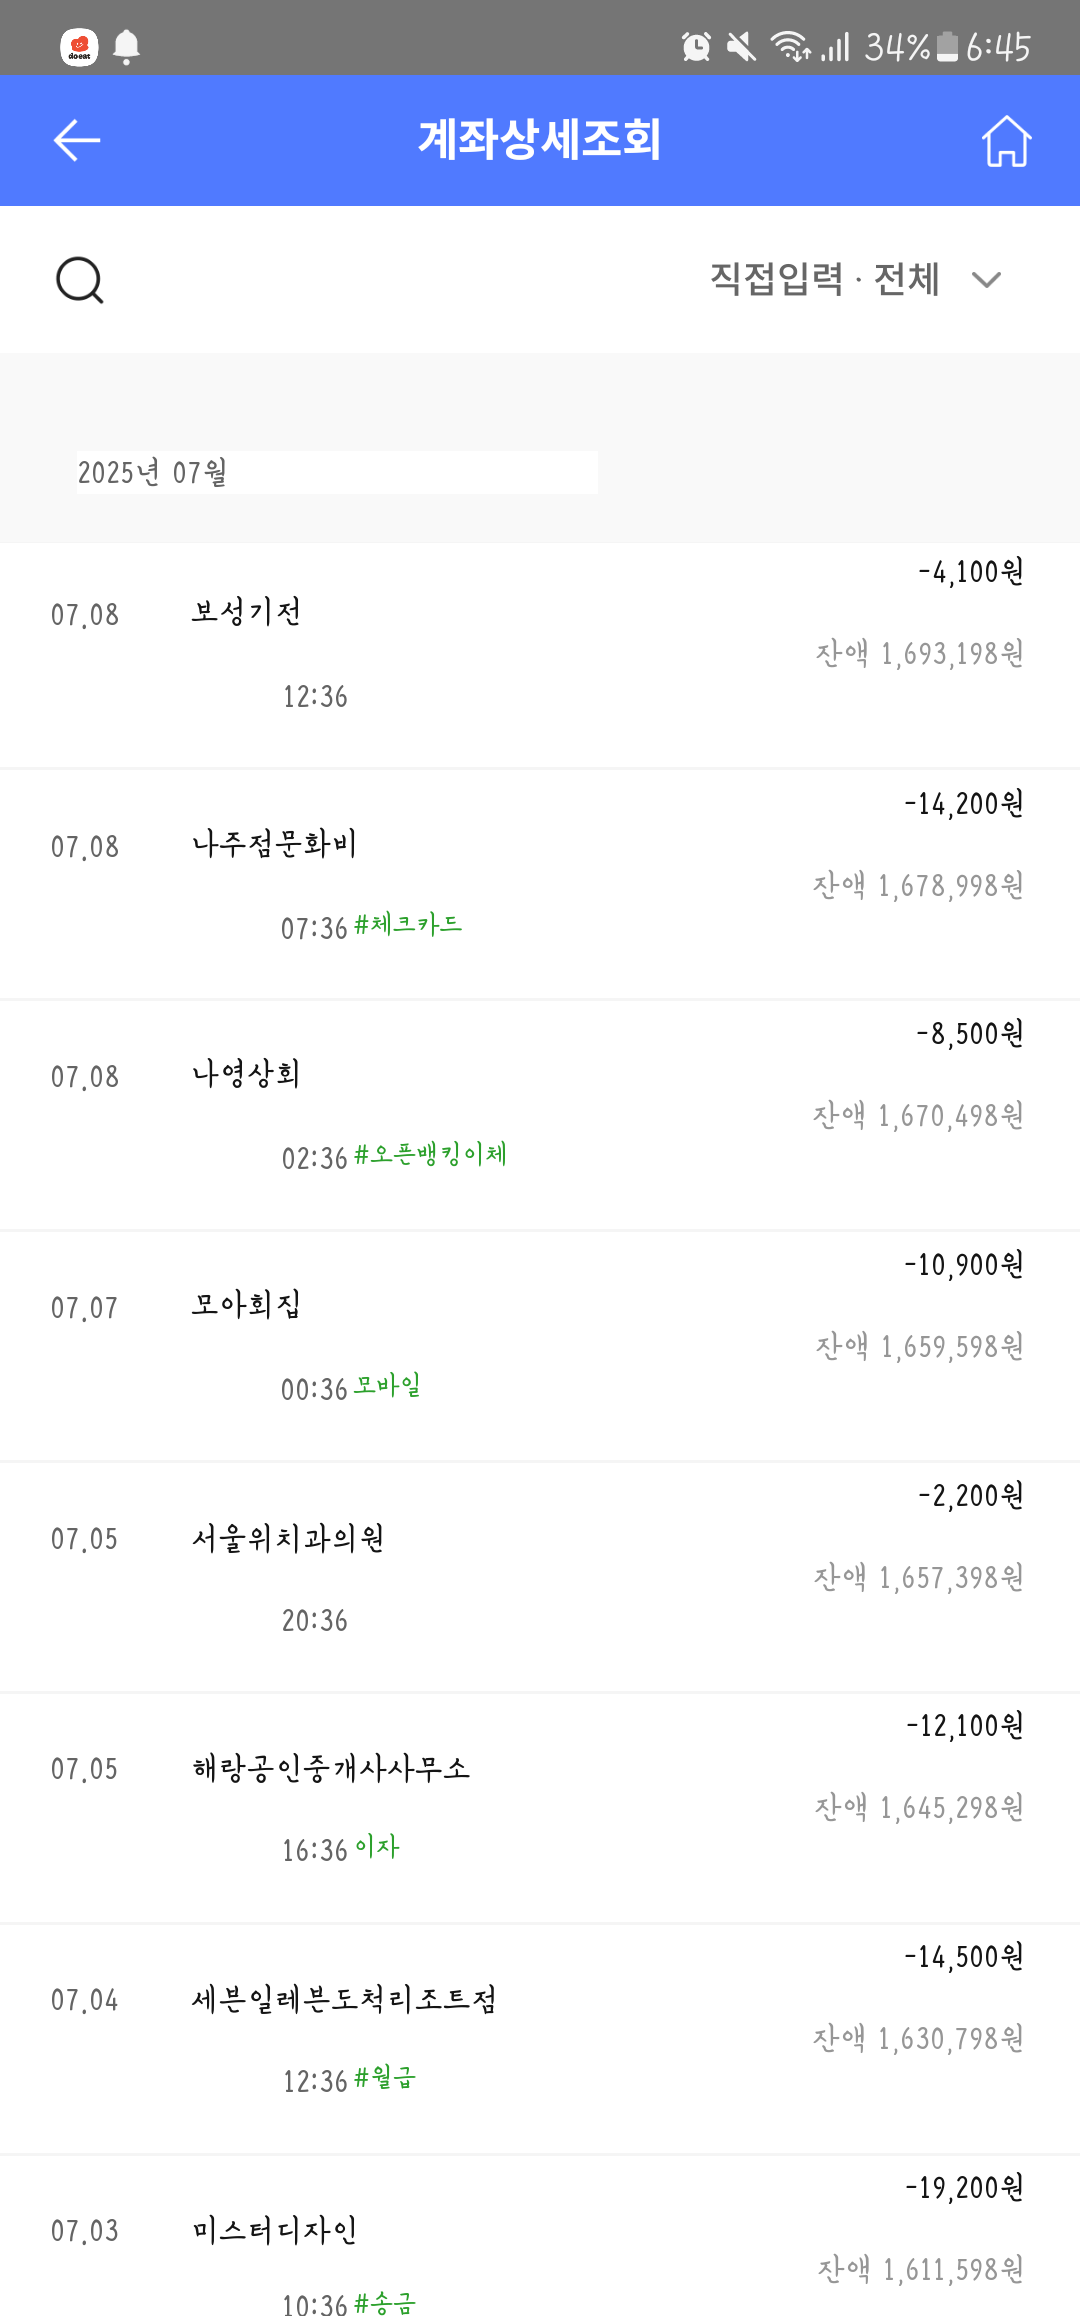 doeat
34% 6:45
계좌상세조회
직접입력 · 전체
2025년 07월
-4,100원
07.08 보성기전
잔액 1,693,198원
12:36
-14,200원
07.08 나주점문화비
잔액 1,678,998원
07:36 #체크카드
-8,500원
07.08 나영상회
잔액 1,670,498원
02:36 #오픈뱅킹이체
-10,900원
07.07 모아회집
잔액 1,659,598원
00:36 모바일
-2,200원
07.05 서울위치과의원
잔액 1,657,398원
20:36
-12,100원
07.05 해랑공인중개사사무소
잔액 1,645,298원
16:36 이자
-14,500원
07.04 세븐일레븐도척리조트점
잔액 1,630,798원
12:36 #월급
-19,200원
07.03 미스터디자인
잔액 1,611,598원
10:36 #송금